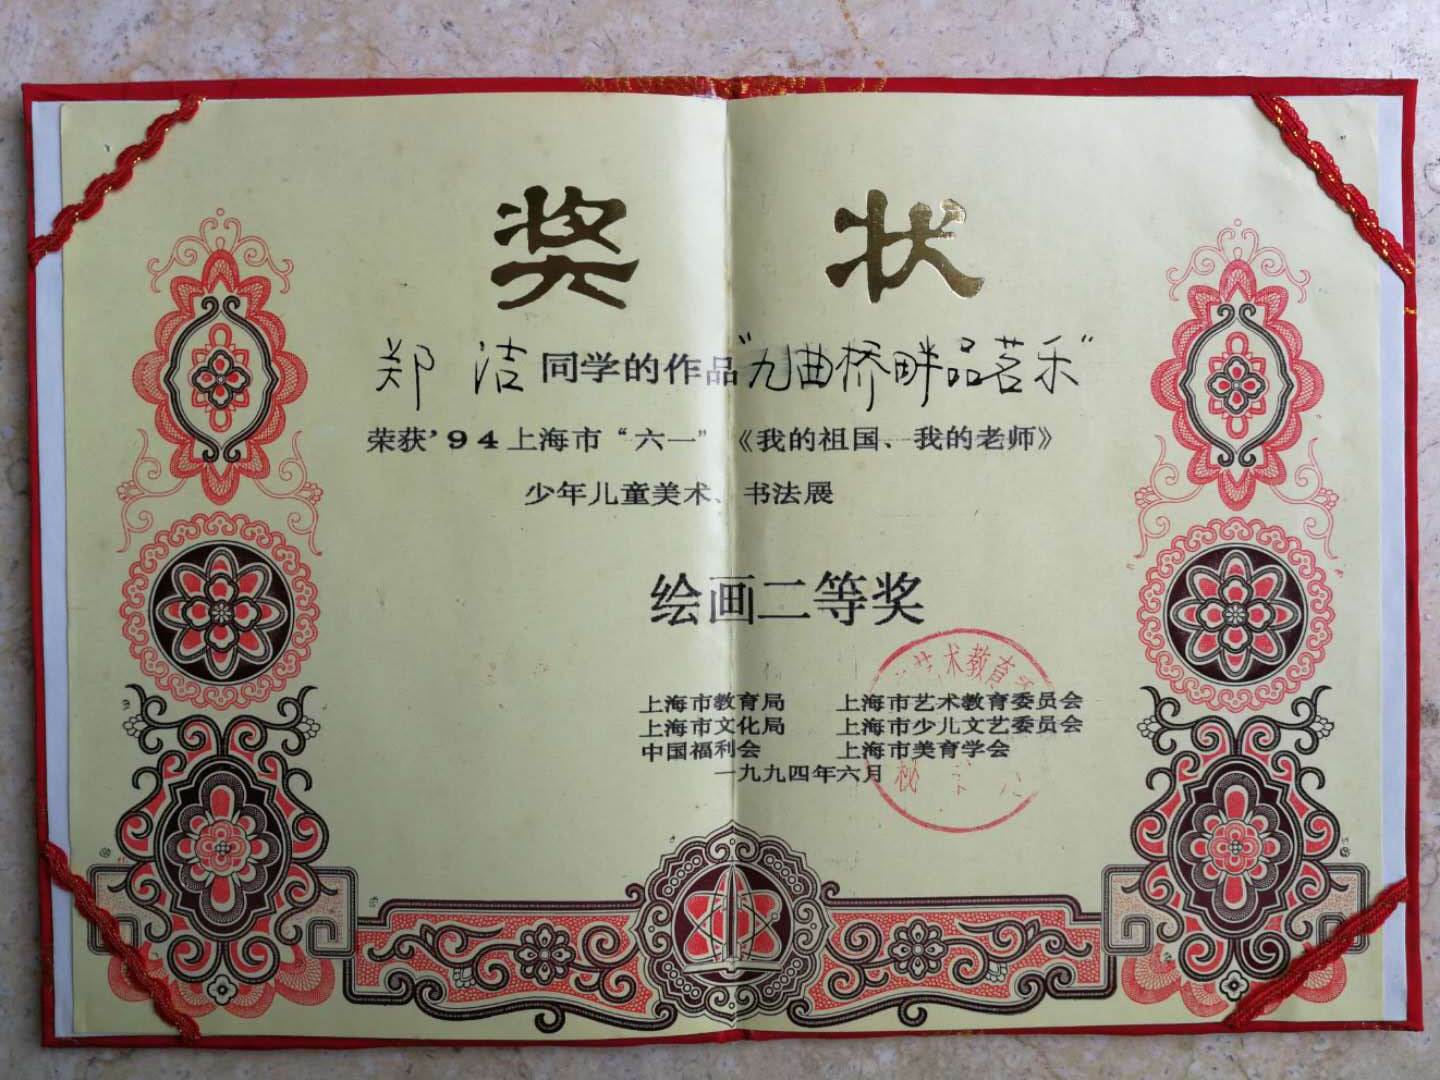 奖 状
郑 洁 同学的作品“九曲桥畔品茗乐”
荣获’94上海市“六一”《我的祖国、我的老师》
少年儿童美术、书法展
绘画二等奖
上海市教育局 上海市艺术教育委员会
上海市文化局 上海市少儿文艺委员会
中国福利会 上海市美育学会
一九九四年六月
艺术教育
秘